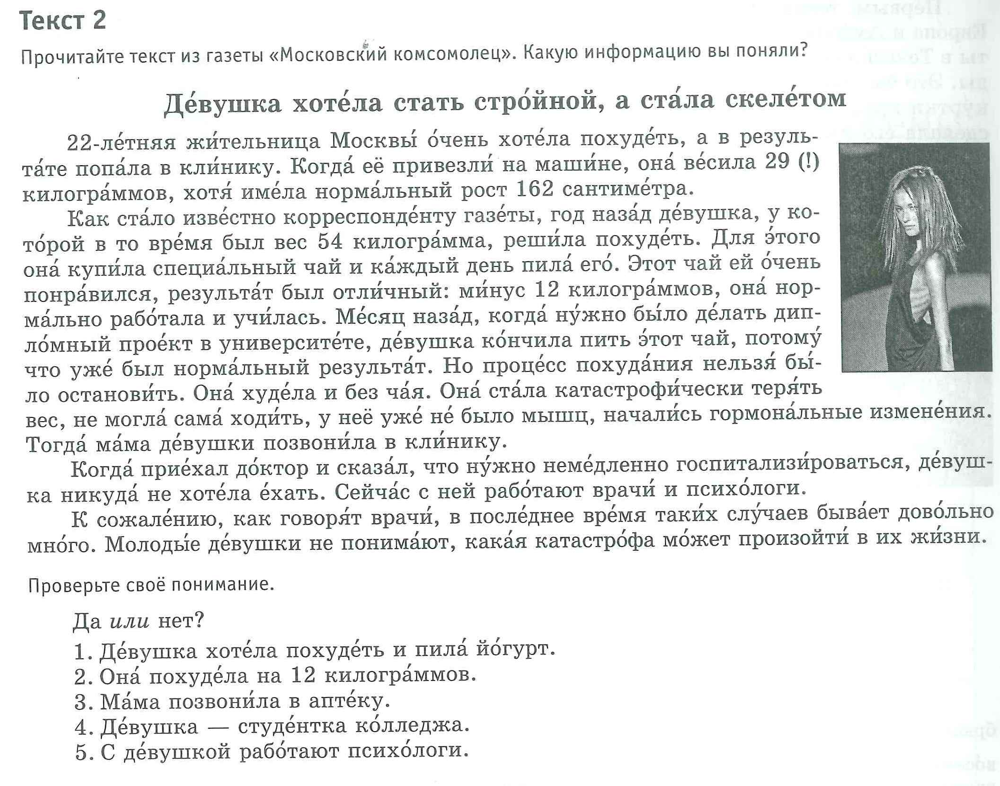 Текст 2
Прочитайте текст из газеты «Московский комсомолец». Какую информацию вы поняли?
Де́вушка хоте́ла стать стро́йной, а ста́ла скеле́том
22-ле́тняя жи́тельница Москвы́ о́чень хоте́ла похуде́ть, а в резуль-
та́те попа́ла в кли́нику. Когда́ её привезли́ на маши́не, она́ ве́сила 29 (!)
килогра́ммов, хотя́ име́ла норма́льный рост 162 сантиме́тра.
Как ста́ло изве́стно корреспонде́нту газе́ты, год наза́д де́вушка, у ко-
то́рой в то вре́мя был вес 54 килогра́мма, реши́ла похуде́ть. Для э́того
она́ купи́ла специа́льный чай и ка́ждый день пила́ его́. Этот чай ей о́чень
понра́вился, результа́т был отли́чный: ми́нус 12 килогра́ммов, она́ нор-
ма́льно рабо́тала и учи́лась. Ме́сяц наза́д, когда́ ну́жно бы́ло де́лать дип-
ло́мный прое́кт в университе́те, де́вушка ко́нчила пить э́тот чай, потому́
что уже́ был норма́льный результа́т. Но проце́сс похуда́ния нельзя́ бы́-
ло останови́ть. Она́ худе́ла и без ча́я. Она́ ста́ла катастрофи́чески теря́ть
вес, не могла́ сама́ ходи́ть, у неё уже́ не́ было мышц, начали́сь гормона́льные измене́ния.
Тогда́ ма́ма де́вушки позвони́ла в кли́нику.
Когда́ прие́хал до́ктор и сказа́л, что ну́жно неме́дленно госпитализи́роваться, де́вуш-
ка никуда́ не хоте́ла е́хать. Сейча́с с ней рабо́тают врачи́ и психо́логи.
К сожале́нию, как говоря́т врачи́, в после́днее вре́мя таки́х слу́чаев быва́ет дово́льно
мно́го. Молоды́е де́вушки не понима́ют, кака́я катастро́фа мо́жет произойти́ в их жи́зни.
Проверьте своё понимание.
Да или нет?
1. Де́вушка хоте́ла похуде́ть и пила́ йо́гурт.
2. Она́ похуде́ла на 12 килогра́ммов.
3. Ма́ма позвони́ла в апте́ку.
4. Де́вушка — студе́нтка ко́лледжа.
5. С де́вушкой рабо́тают психо́логи.